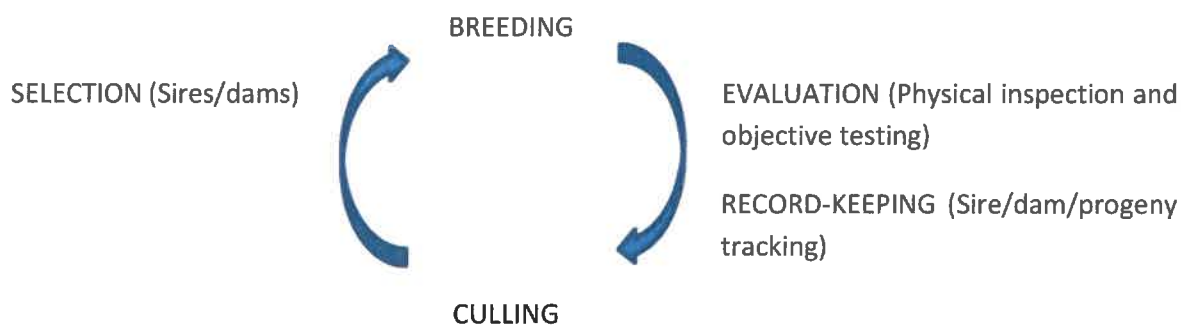 BREEDING
SELECTION (Sires/dams)
EVALUATION (Physical inspection and
objective testing)
RECORD-KEEPING (Sire/dam/progeny
tracking)
CULLING